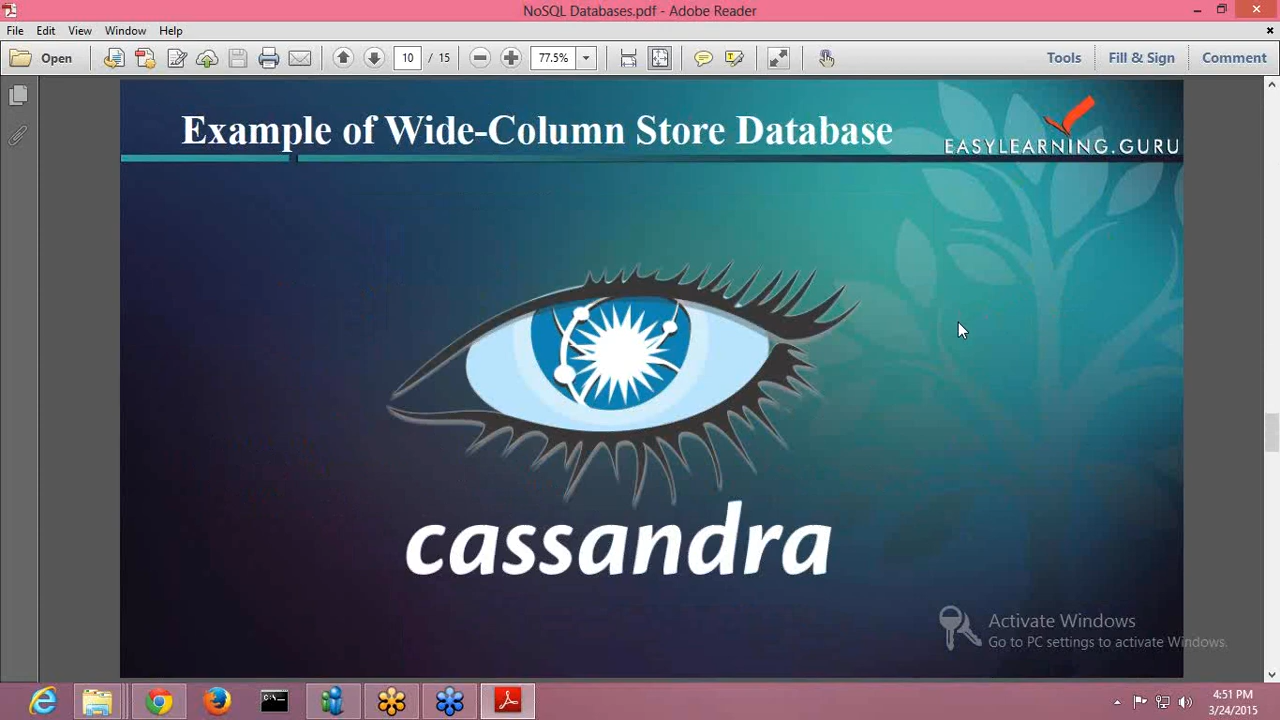 NoSQL Databases.pdf - Adobe Reader
File Edit View Window Help
Open 10 / 15 77.5% Tools Fill & Sign Comment
Example of Wide-Column Store Database
EASYLEARNING.GURU
cassandra
Activate Windows
Go to PC settings to activate Windows.
4:51 PM
3/24/2015